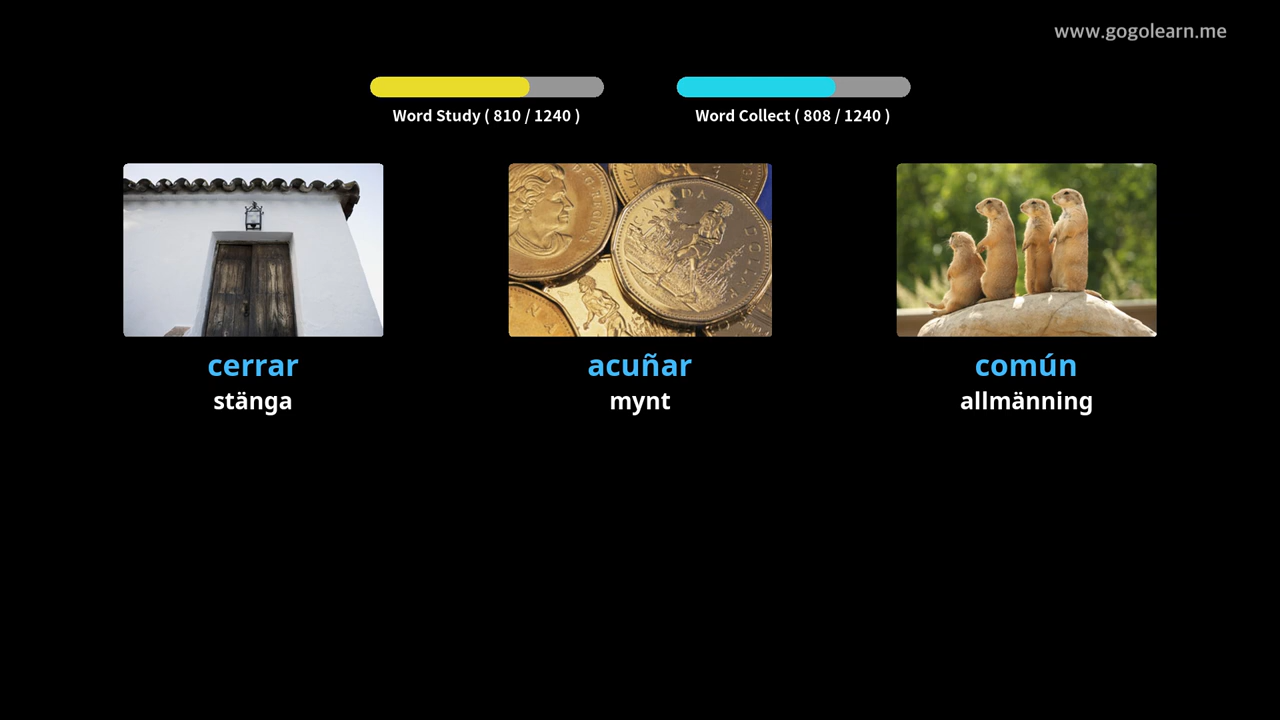 www.gogolearn.me
Word Study ( 810 / 1240 )
Word Collect ( 808 / 1240 )
cerrar
stänga
acuñar
mynt
común
allmänning